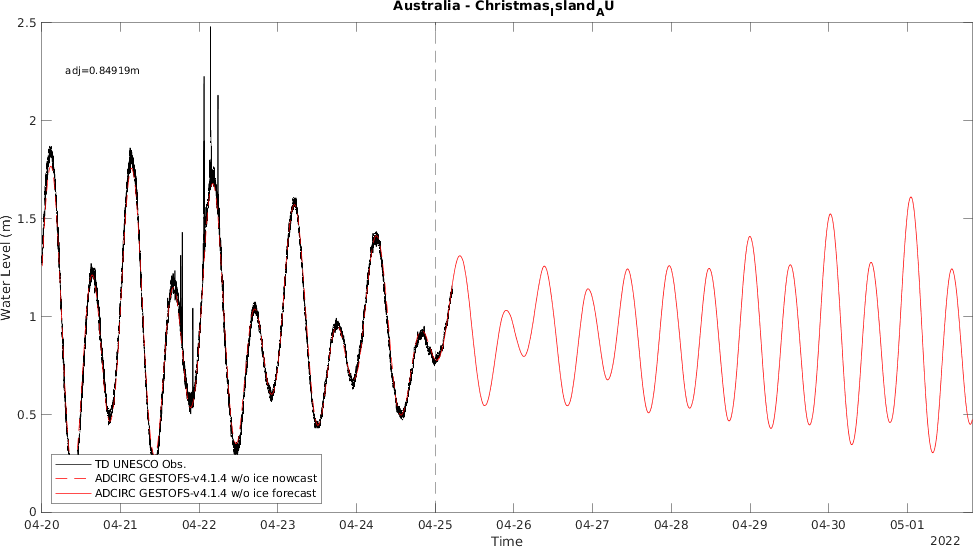 Australia - ChristmasIslandAU
adj=0.84919m
2.5
2
1.5
1
0.5
0
Water Level (m)
TD UNESCO Obs.
ADCIRC GESTOFS-v4.1.4 w/o ice nowcast
ADCIRC GESTOFS-v4.1.4 w/o ice forecast
04-20 04-21 04-22 04-23 04-24 04-25 04-26 04-27 04-28 04-29 04-30 05-01
Time
2022